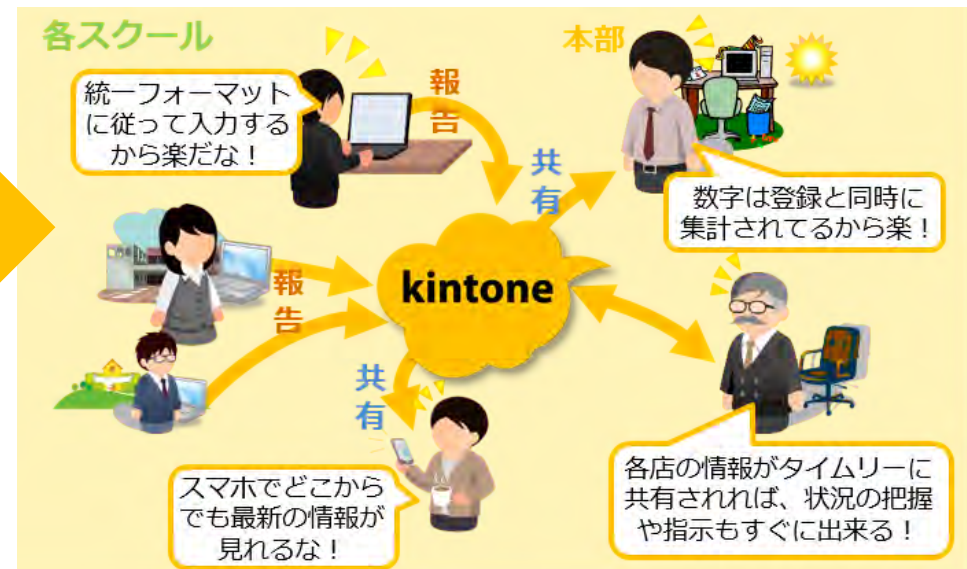 各スクール
本部
統一フォーマット
に従って入力する
から楽だな！
報告
共有
数字は登録と同時に
集計されてるから楽！
報告
kintone
共有
スマホでどこから
でも最新の情報が
見れるな！
各店の情報がタイムリーに
共有されれば、状況の把握
や指示もすぐに出来る！